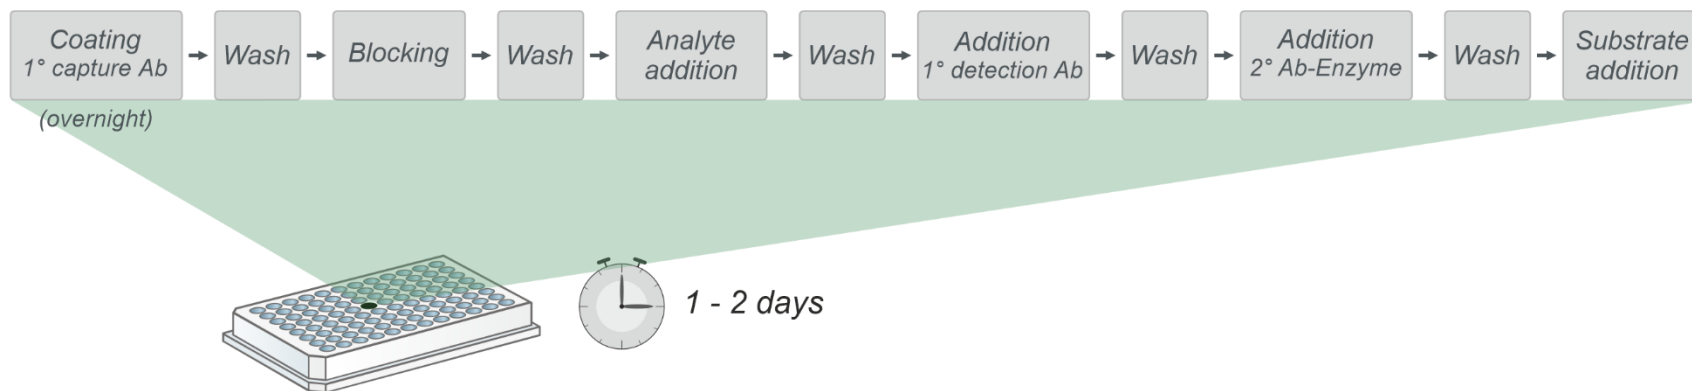 Coating
1° capture Ab
(overnight)
Wash
Blocking
Wash
Analyte
addition
Wash
Addition
1° detection Ab
Wash
Addition
2° Ab-Enzyme
Wash
Substrate
addition
1 - 2 days